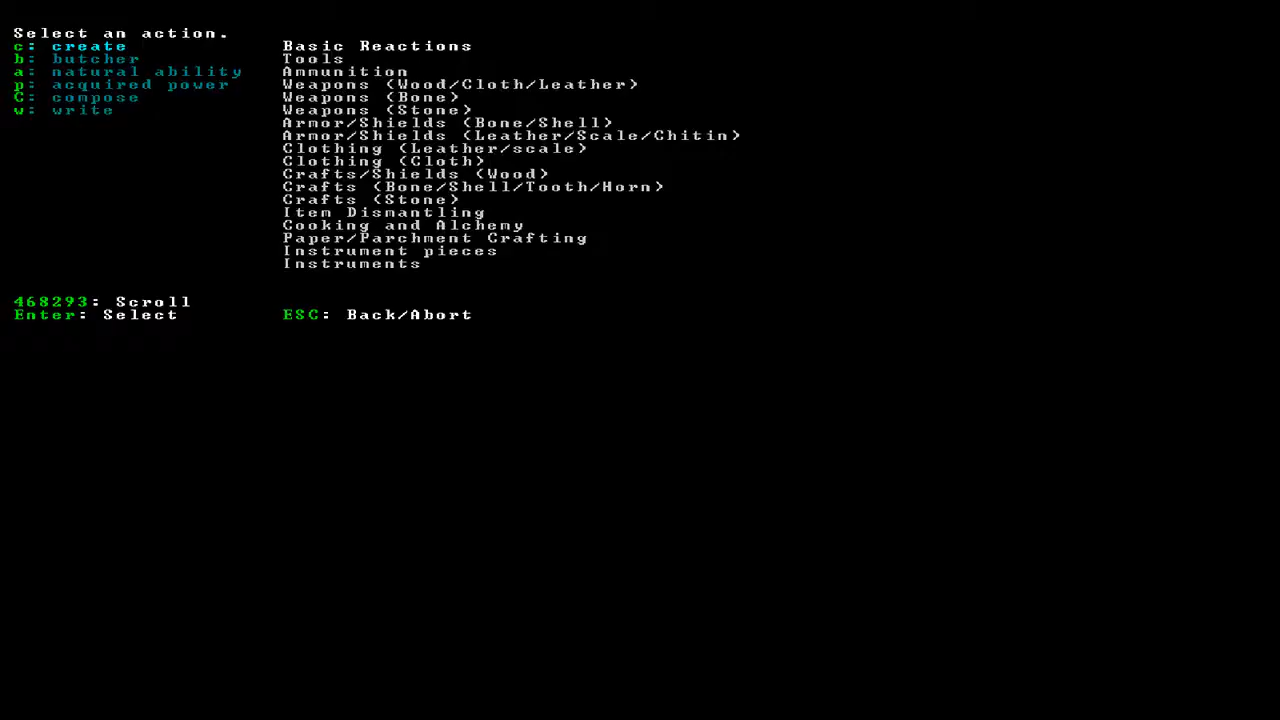 Select an action.
c: create Basic Reactions
b: butcher Tools
a: natural ability Ammunition
p: acquired power Weapons (Wood/Cloth/Leather)
C: compose Weapons (Bone)
w: write Weapons (Stone)
Armor/Shields (Bone/Shell)
Armor/Shields (Leather/Scale/Chitin)
Clothing (Leather/scale)
Clothing (Cloth)
Crafts/Shields (Wood)
Crafts (Bone/Shell/Tooth/Horn)
Crafts (Stone)
Item Dismantling
Cooking and Alchemy
Paper/Parchment Crafting
Instrument pieces
Instruments
468293: Scroll
Enter: Select ESC: Back/Abort